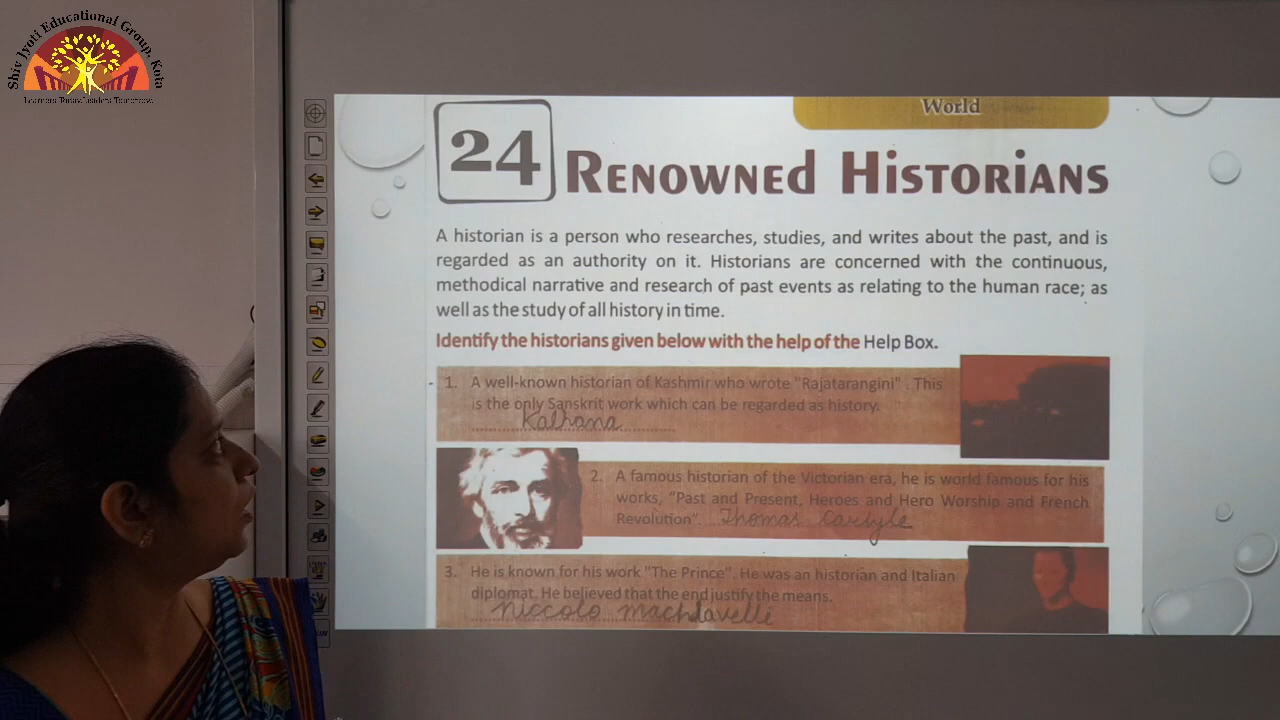 Shiv Jyoti Educational Group, Kota
Learners Today, Leaders Tomorrow
World
24
RENOWNEd HISTORiANS
A historian is a person who researches, studies, and writes about the past, and is
regarded as an authority on it. Historians are concerned with the continuous,
methodical narrative and research of past events as relating to the human race; as
well as the study of all history in time.
Identify the historians given below with the help of the Help Box.
1. A well-known historian of Kashmir who wrote "Rajatarangini" . This
is the only Sanskrit work which can be regarded as history.
Kalhana
2. A famous historian of the Victorian era, he is world famous for his
works, "Past and Present, Heroes and Hero Worship and French
Revolution". Thomas Carlyle
3. He is known for his work "The Prince". He was an historian and Italian
diplomat. He believed that the end justify the means.
Niccolo